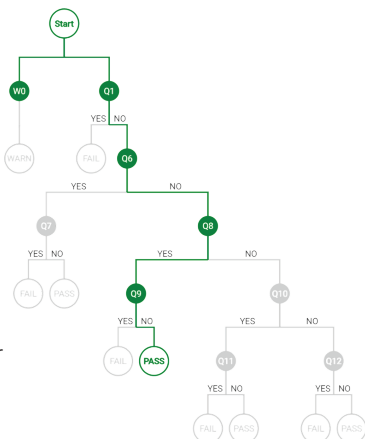 Start
W0 Q1
YES NO
WARN FAIL Q6
YES NO
Q7 Q8
YES NO YES NO
FAIL PASS Q9 Q10
YES NO YES NO
FAIL PASS Q11 Q12
YES NO YES NO
FAIL PASS FAIL PASS